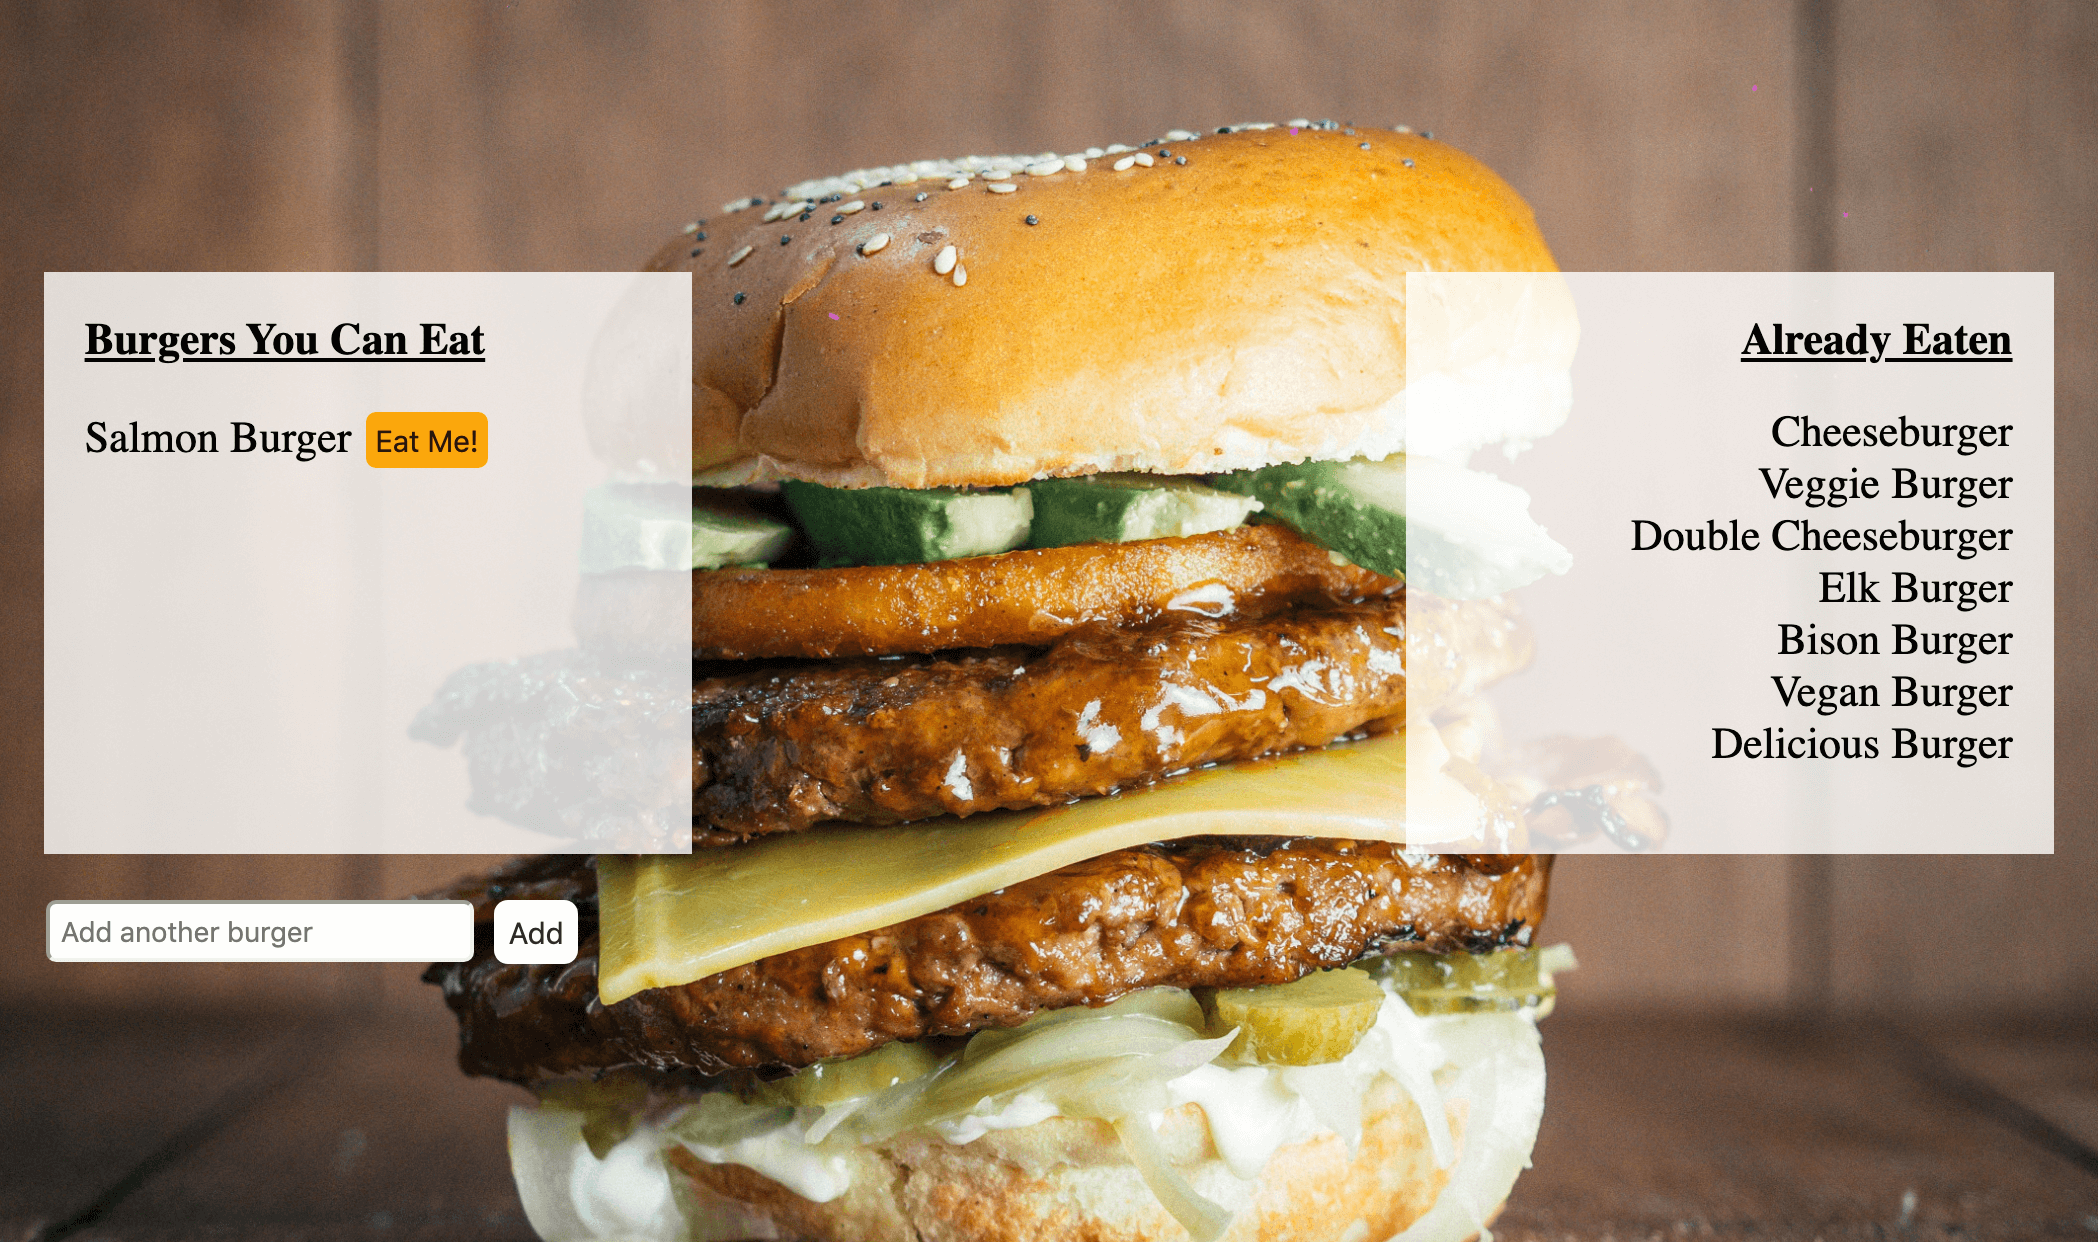 Burgers You Can Eat
Salmon Burger Eat Me!
Add another burger Add
Already Eaten
Cheeseburger
Veggie Burger
Double Cheeseburger
Elk Burger
Bison Burger
Vegan Burger
Delicious Burger